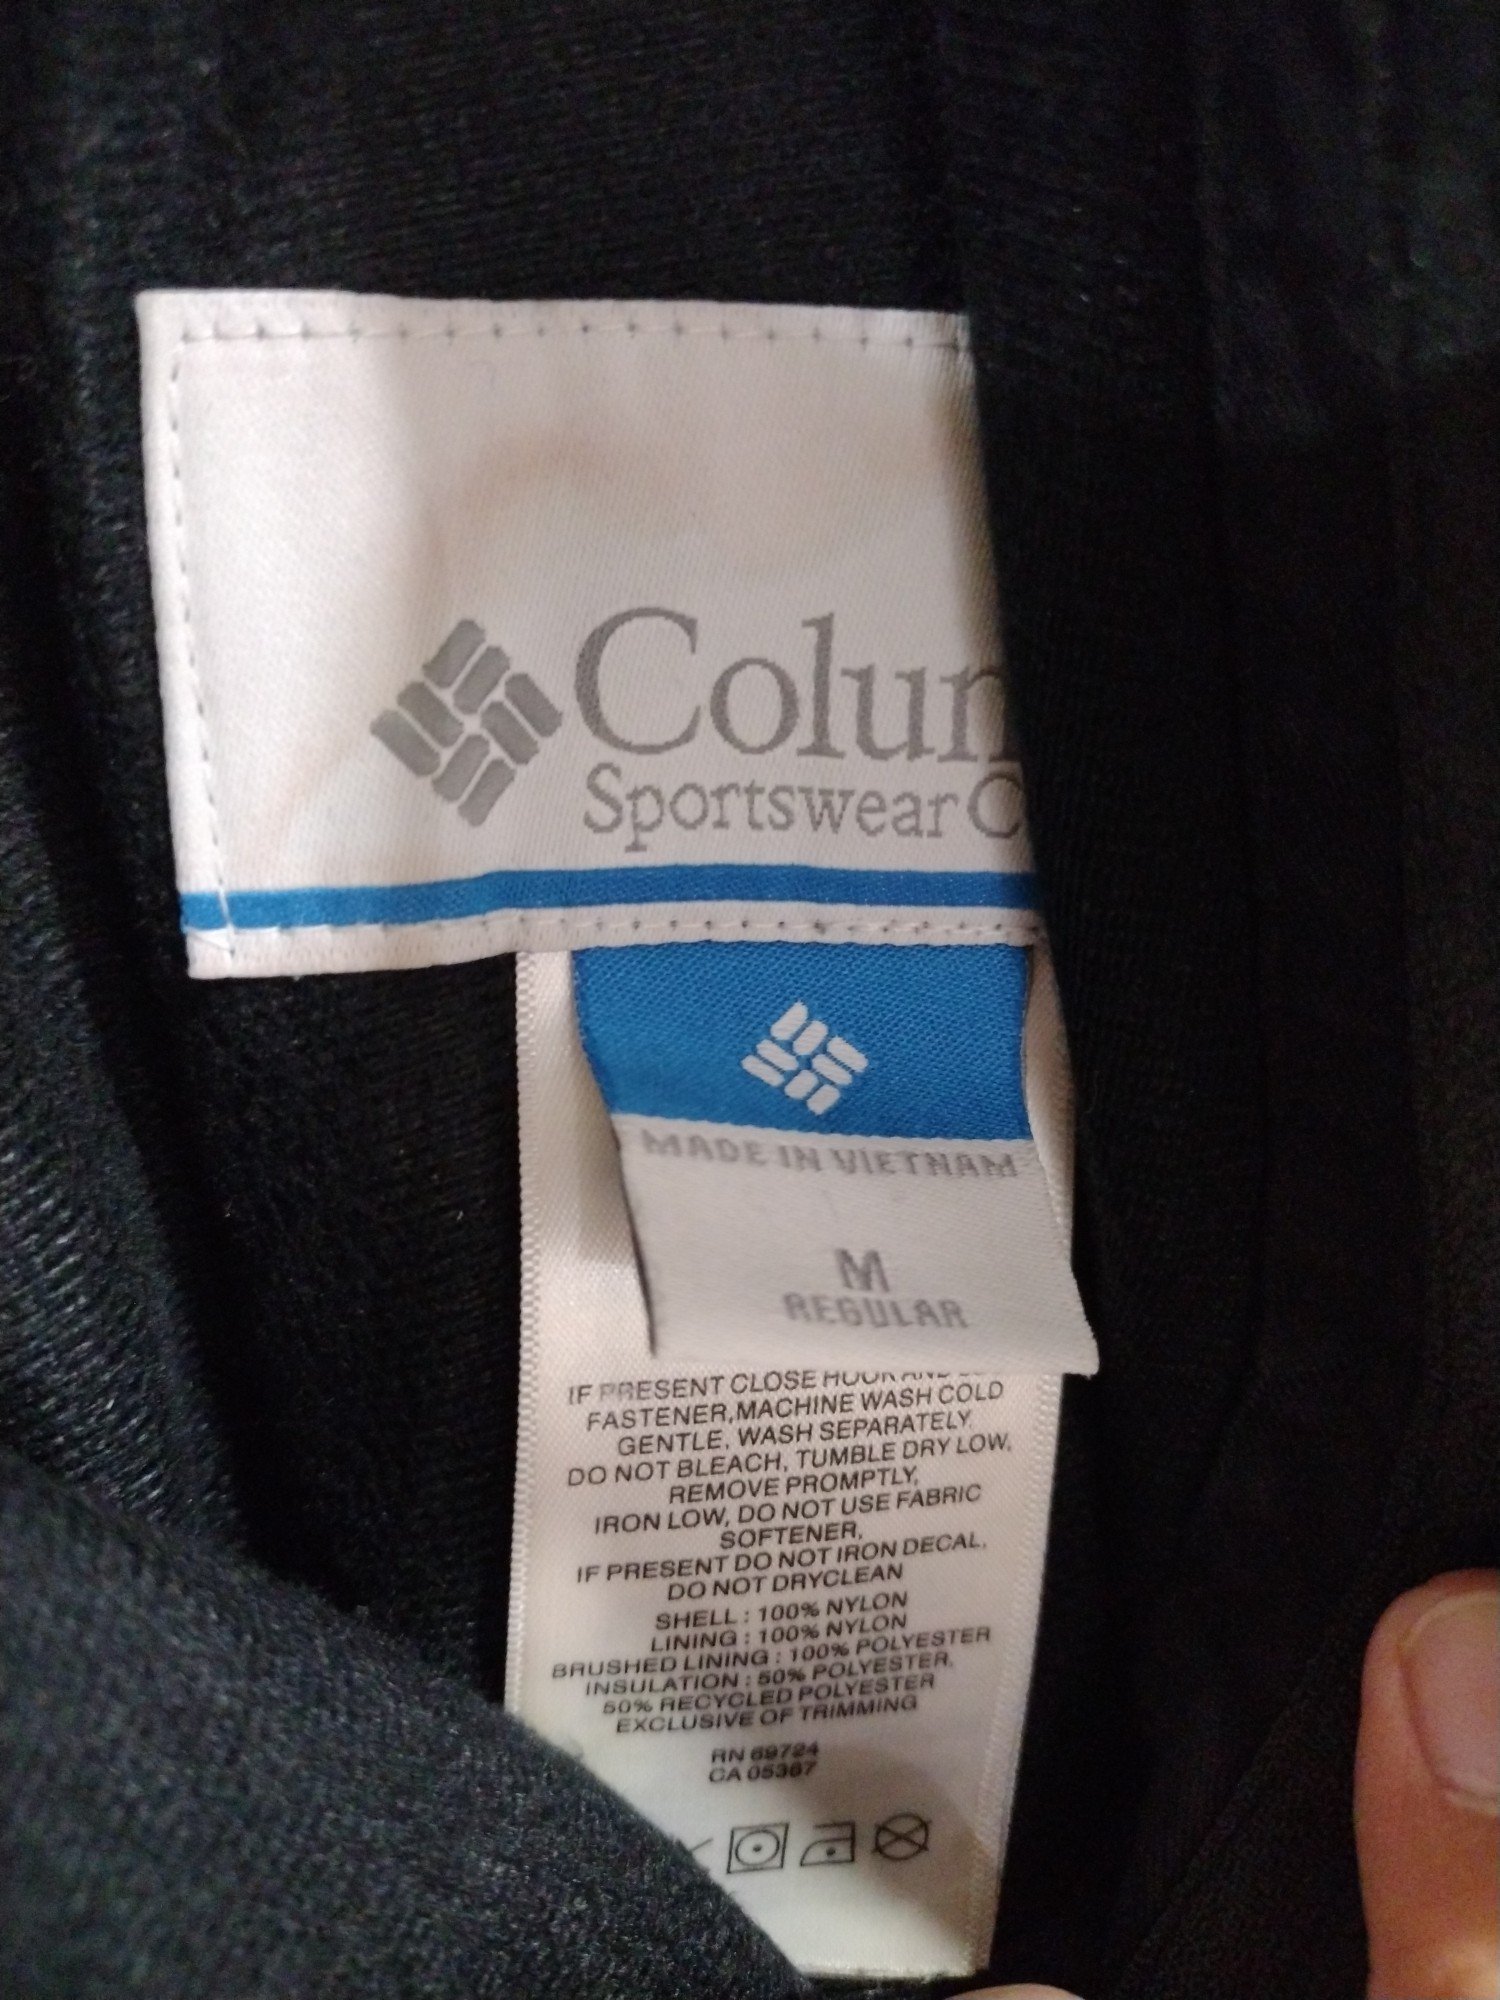 Colum
Sportswear C
MADE IN VIETNAM
M
REGULAR
IF PRESENT CLOSE HOOK AND
FASTENER,MACHINE WASH COLD
GENTLE, WASH SEPARATELY,
DO NOT BLEACH, TUMBLE DRY LOW,
REMOVE PROMPTLY,
IRON LOW, DO NOT USE FABRIC
SOFTENER,
IF PRESENT DO NOT IRON DECAL,
DO NOT DRYCLEAN
SHELL : 100% NYLON
LINING : 100% NYLON
BRUSHED LINING : 100% POLYESTER
INSULATION : 50% POLYESTER,
50% RECYCLED POLYESTER
EXCLUSIVE OF TRIMMING
RN 69724
CA 05367